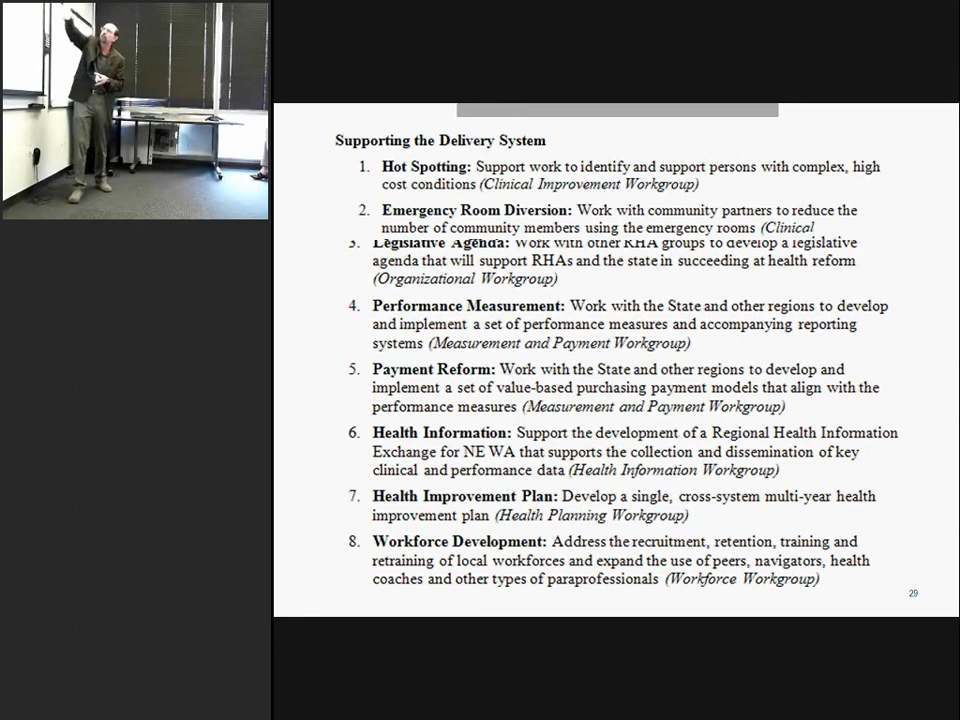 Supporting the Delivery System
1. Hot Spotting: Support work to identify and support persons with complex, high
cost conditions (Clinical Improvement Workgroup)
2. Emergency Room Diversion: Work with community partners to reduce the
number of community members using the emergency rooms (Clinical
3. Legislative Agenda: Work with other RHA groups to develop a legislative
agenda that will support RHAs and the state in succeeding at health reform
(Organizational Workgroup)
4. Performance Measurement: Work with the State and other regions to develop
and implement a set of performance measures and accompanying reporting
systems (Measurement and Payment Workgroup)
5. Payment Reform: Work with the State and other regions to develop and
implement a set of value-based purchasing payment models that align with the
performance measures (Measurement and Payment Workgroup)
6. Health Information: Support the development of a Regional Health Information
Exchange for NE WA that supports the collection and dissemination of key
clinical and performance data (Health Information Workgroup)
7. Health Improvement Plan: Develop a single, cross-system multi-year health
improvement plan (Health Planning Workgroup)
8. Workforce Development: Address the recruitment, retention, training and
retraining of local workforces and expand the use of peers, navigators, health
coaches and other types of paraprofessionals (Workforce Workgroup)
29